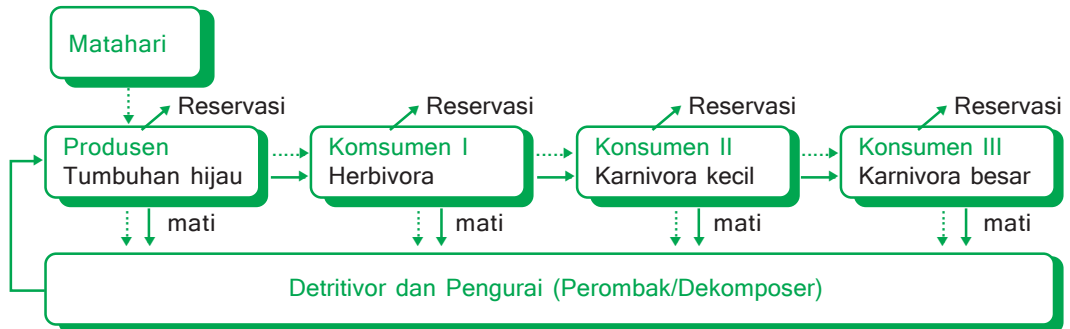 Matahari
Reservasi Reservasi Reservasi Reservasi
Produsen Komsumen I Konsumen II Konsumen III
Tumbuhan hijau Herbivora Karnivora kecil Karnivora besar
mati mati mati mati
Detritivor dan Pengurai (Perombak/Dekomposer)